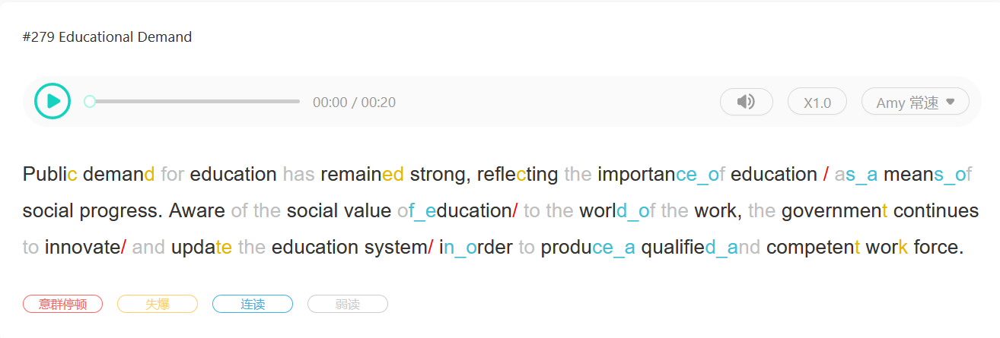 #279 Educational Demand
00:00 / 00:20
X1.0
Amy 常速
Public demand for education has remained strong, reflecting the importance_of education / as_a means_of
social progress. Aware of the social value of_education/ to the world_of the work, the government continues
to innovate/ and update the education system/ in_order to produce_a qualified_and competent work force.
意群停顿 失爆 连读 弱读